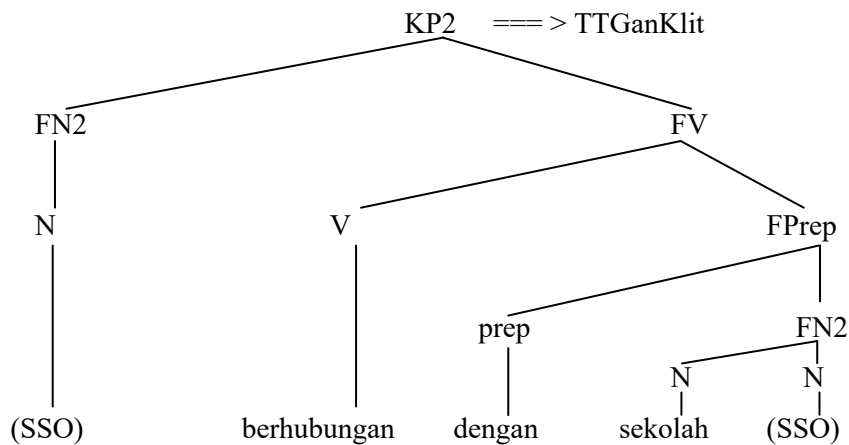 KP2 === > TTGanKlit
FN2 FV
N V FPrep
prep FN2
N N
(SSO) berhubungan dengan sekolah (SSO)